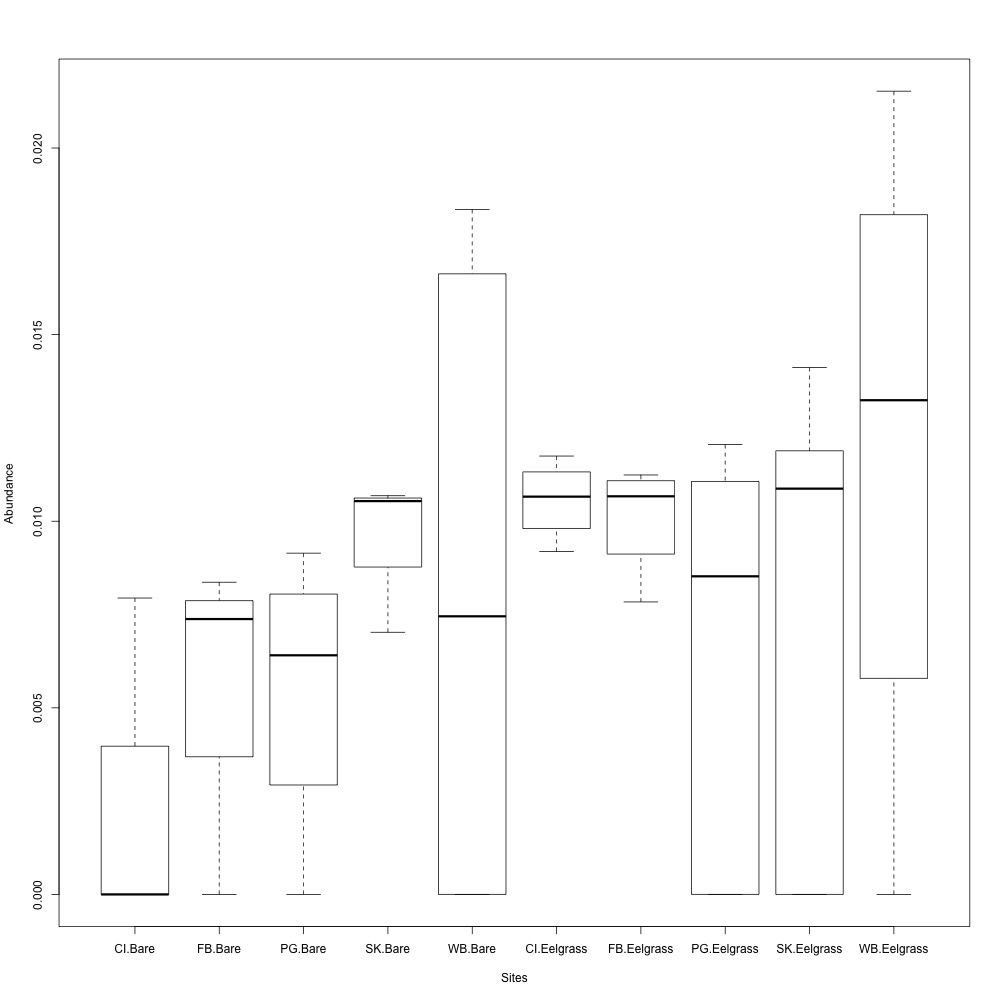 Abundance
0.020
0.015
0.010
0.005
0.000
CI.Bare FB.Bare PG.Bare SK.Bare WB.Bare CI.Eelgrass FB.Eelgrass PG.Eelgrass SK.Eelgrass WB.Eelgrass
Sites